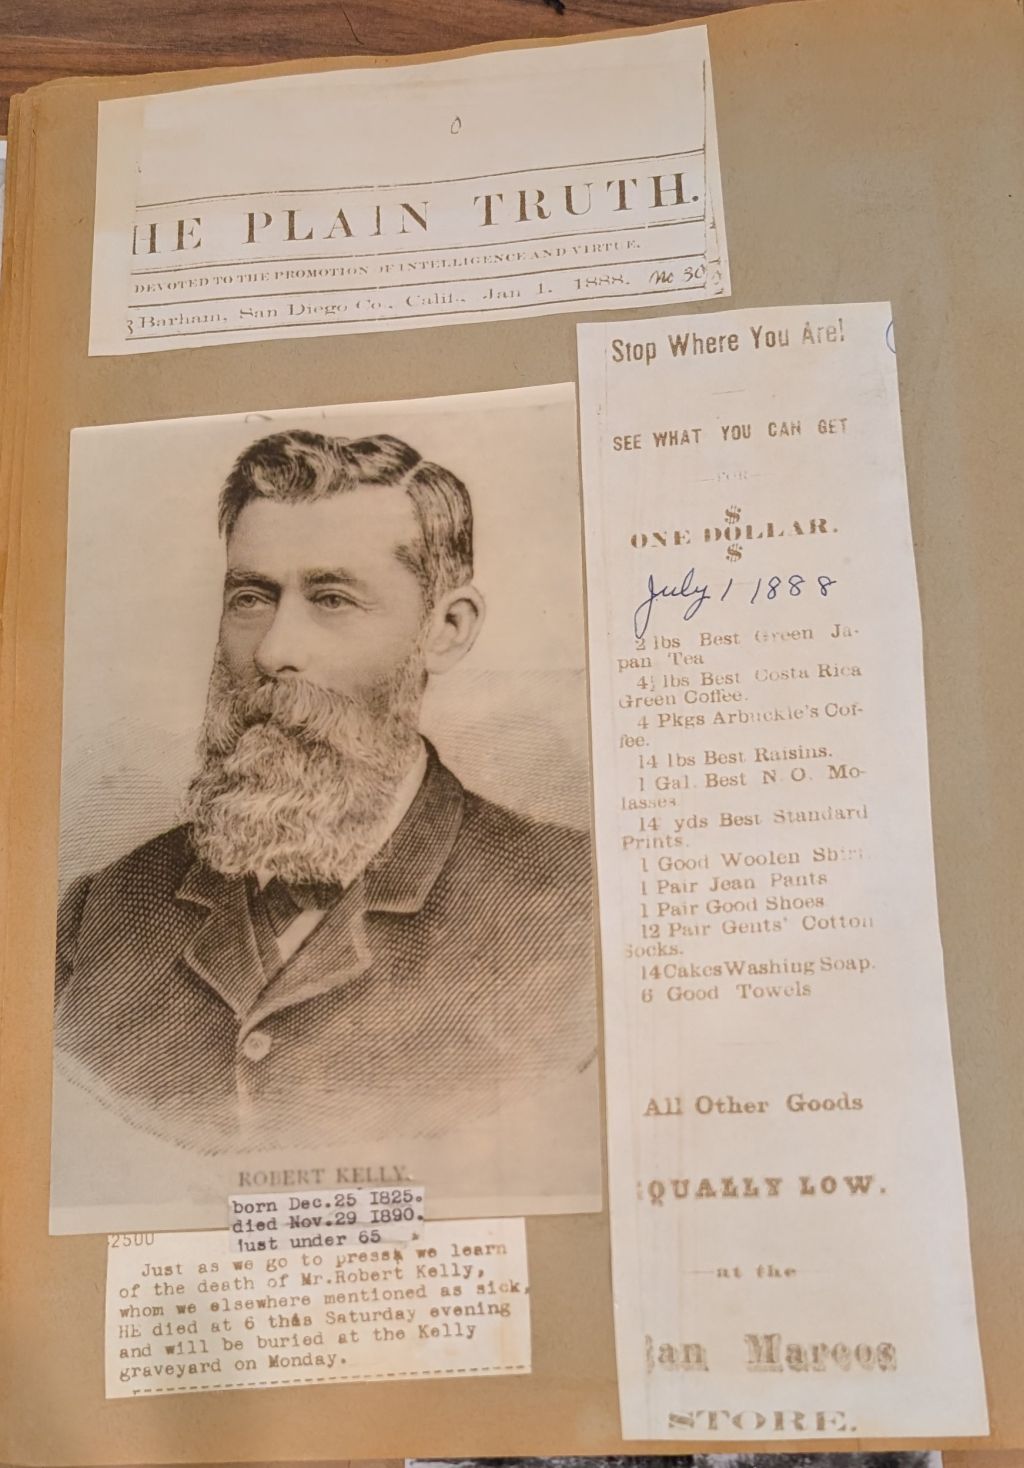 HE PLAIN TRUTH.
DEVOTED TO THE PROMOTION OF INTELLIGENCE AND VIRTUE.
Barham, San Diego Co., Calif., Jan 1. 1888. No 30
Stop Where You Are!
SEE WHAT YOU CAN GET
—FOR—
$
ONE DOLLAR.
$
July 1 1888
2 lbs Best Green Ja-
pan Tea
4½ lbs Best Costa Rica
Green Coffee.
4 Pkgs Arbuckle's Cof-
fee.
14 lbs Best Raisins.
1 Gal. Best N. O. Mo-
lasses
14 yds Best Standard
Prints.
1 Good Woolen Shirt
1 Pair Jean Pants
1 Pair Good Shoes
12 Pair Gents' Cotton
Socks.
14 Cakes Washing Soap.
6 Good Towels
All Other Goods
QUALLY LOW.
—at the—
San Marcos
STORE.
ROBERT KELLY.
born Dec.25 1825.
died Nov.29 1890.
just under 65
2500
Just as we go to press we learn
of the death of Mr.Robert Kelly,
whom we elsewhere mentioned as sick,
HE died at 6 this Saturday evening
and will be buried at the Kelly
graveyard on Monday.